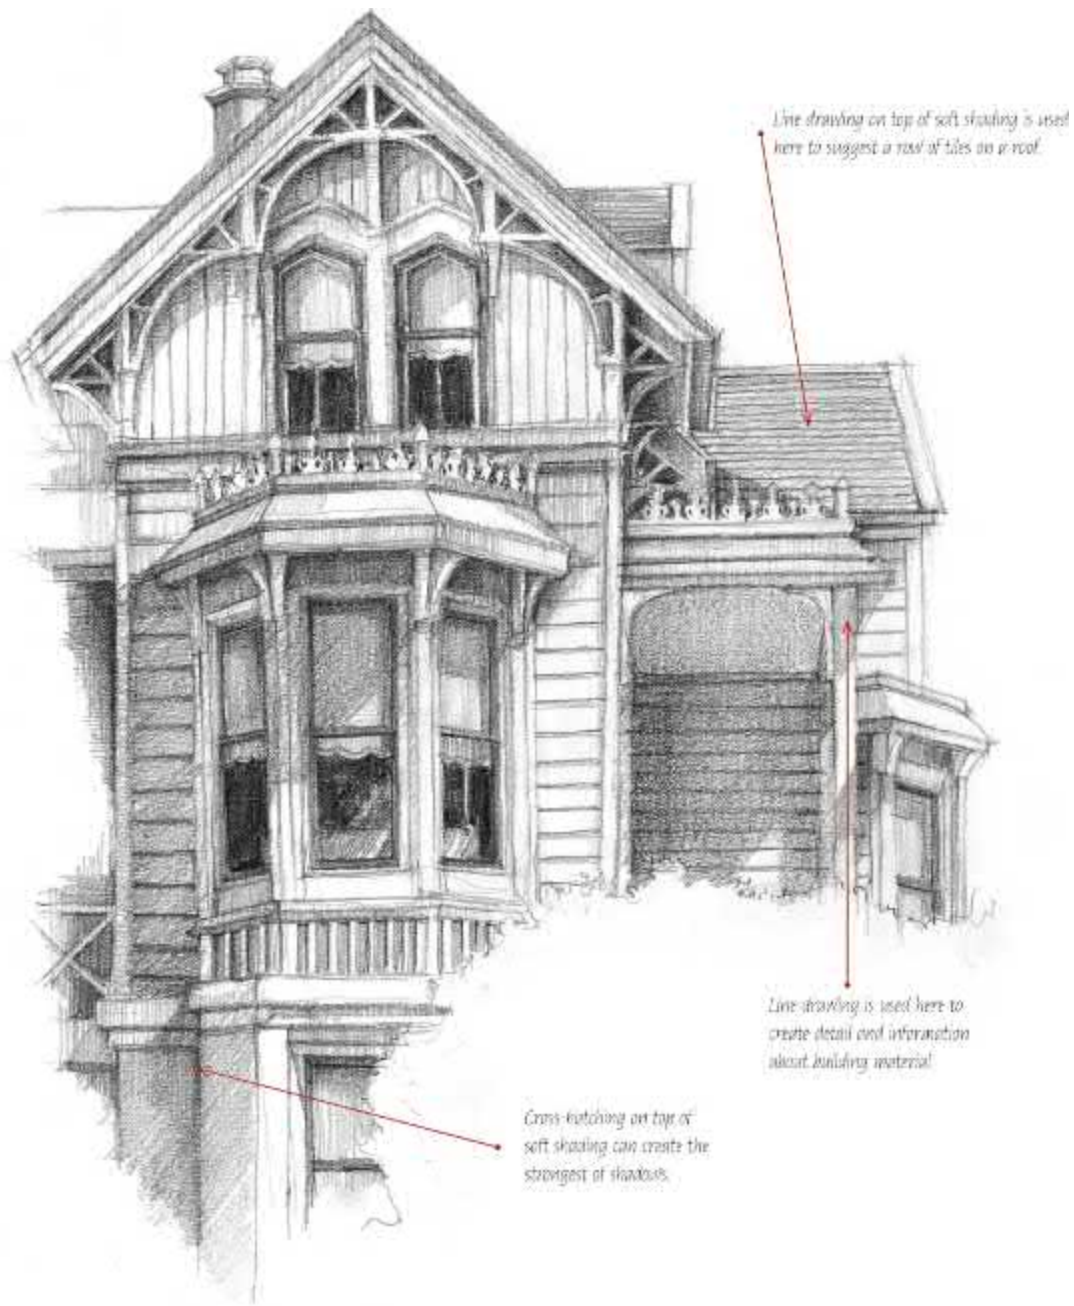 Line drawing on top of soft shading is used
here to suggest a row of tiles on a roof.
Line drawing is used here to
create detail and information
about building material
Cross-hatching on top of
soft shading can create the
strongest of shadows.